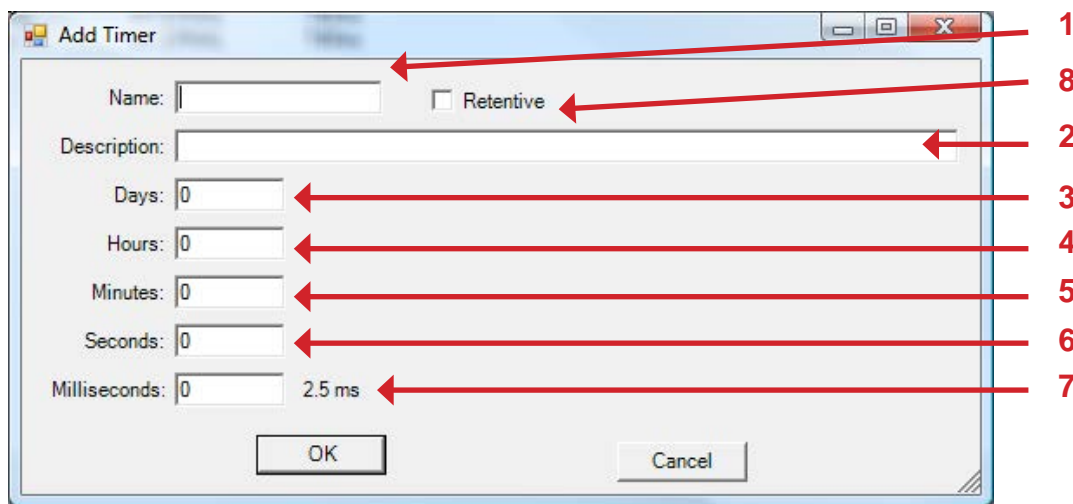 Add Timer 1
Name: Retentive 8
Description: 2
Days: 0 3
Hours: 0 4
Minutes: 0 5
Seconds: 0 6
Milliseconds: 0 2.5 ms 7
OK Cancel